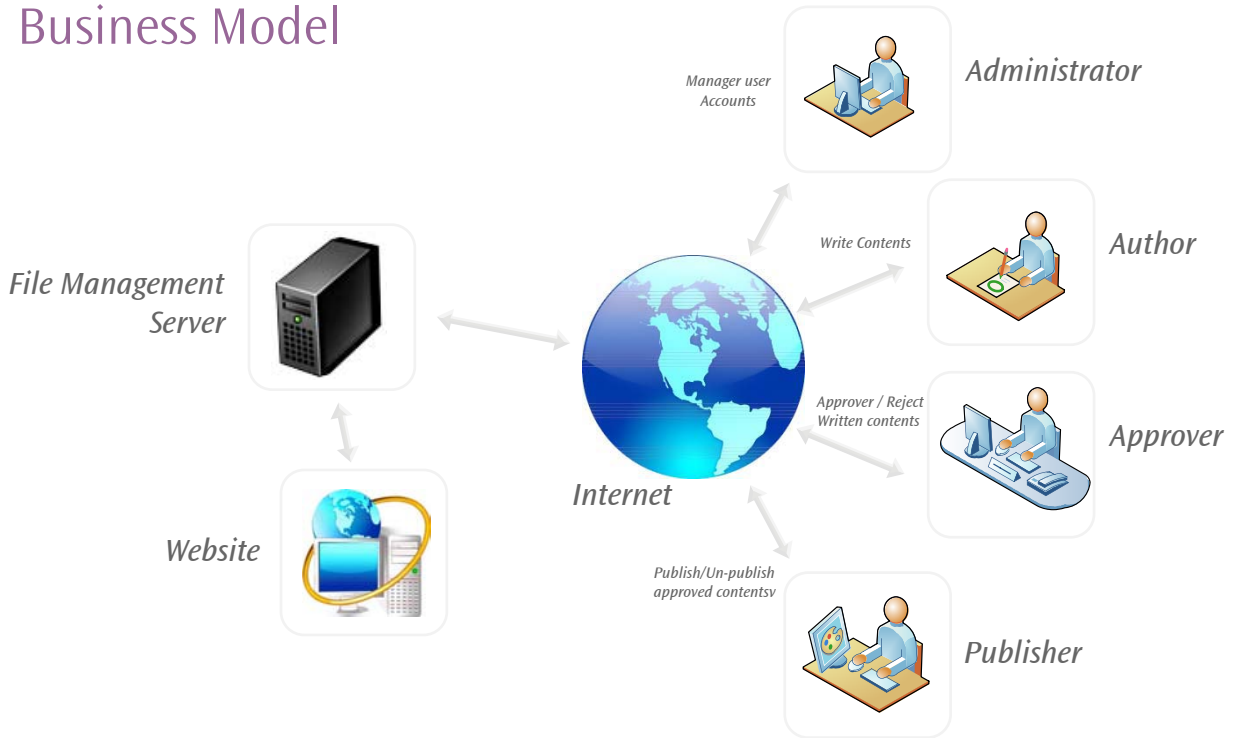 Business Model
Manager user
Accounts
Administrator
Write Contents
Author
File Management
Server
Approver / Reject
Written contents
Approver
Internet
Website
Publish/Un-publish
approved contentsv
Publisher